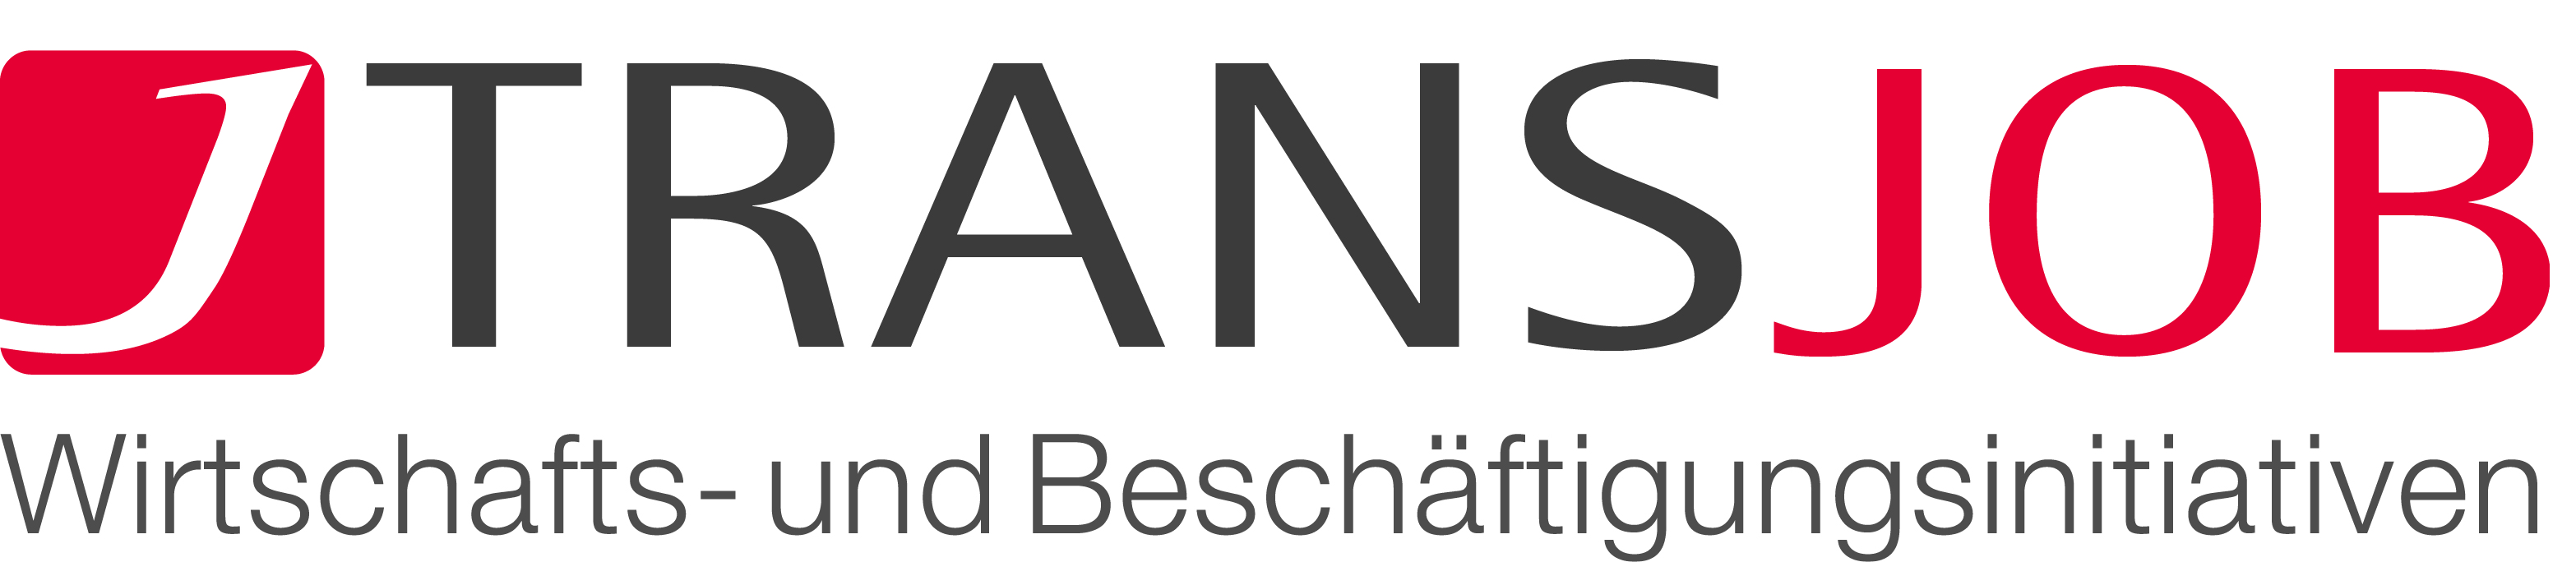 J TRANSJOB
Wirtschafts- und Beschäftigungsinitiativen